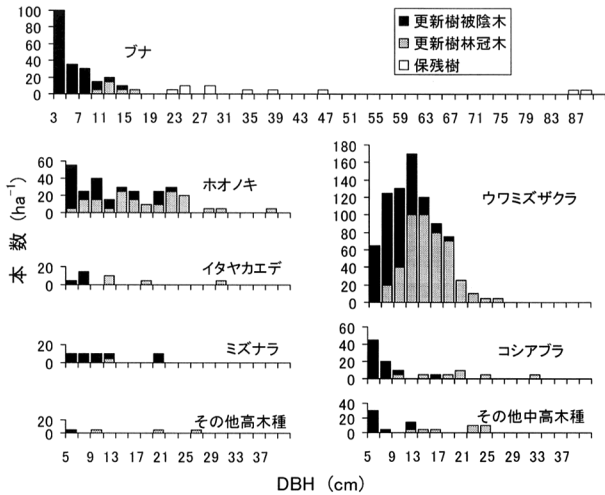 ブナ
更新樹被陰木
更新樹林冠木
保残樹
100
80
60
40
20
0
3 7 11 15 19 23 27 31 35 39 43 47 51 55 59 63 67 71 75 79 83 87
本 数 (ha⁻¹)
ホオノキ
60
40
20
0
イタヤカエデ
20
0
ミズナラ
20
0
その他高木種
20
0
5 9 13 17 21 25 29 33 37
ウワミズザクラ
180
160
140
120
100
80
60
40
20
0
コシアブラ
60
40
20
0
その他中高木種
40
20
0
5 9 13 17 21 25 29 33 37
DBH (cm)